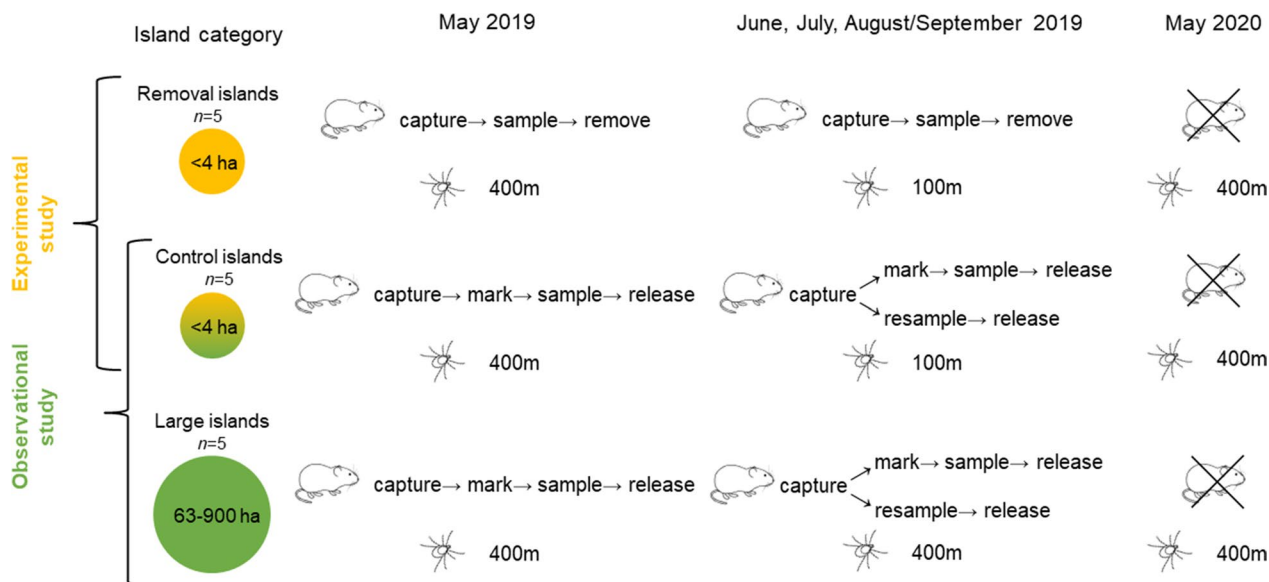 Island category
May 2019
June, July, August/September 2019
May 2020
Experimental
study
Observational
study
Removal islands
n=5
<4 ha
capture→ sample→ remove
400m
capture→ sample→ remove
100m
400m
Control islands
n=5
<4 ha
capture→ mark→ sample→ release
400m
capture
mark→ sample→ release
resample→ release
100m
400m
Large islands
n=5
63-900 ha
capture→ mark→ sample→ release
400m
capture
mark→ sample→ release
resample→ release
400m
400m